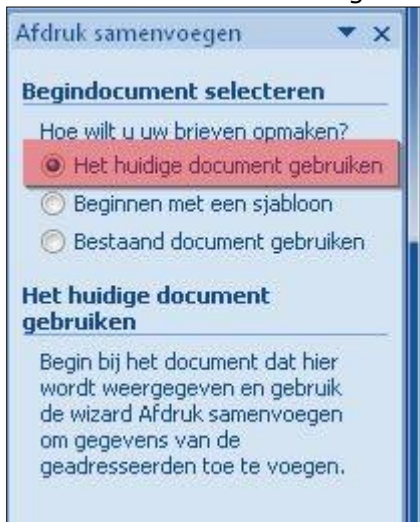 Afdruk samenvoegen
Begindocument selecteren
Hoe wilt u uw brieven opmaken?
Het huidige document gebruiken
Beginnen met een sjabloon
Bestaand document gebruiken
Het huidige document
gebruiken
Begin bij het document dat hier
wordt weergegeven en gebruik
de wizard Afdruk samenvoegen
om gegevens van de
geadresseerden toe te voegen.